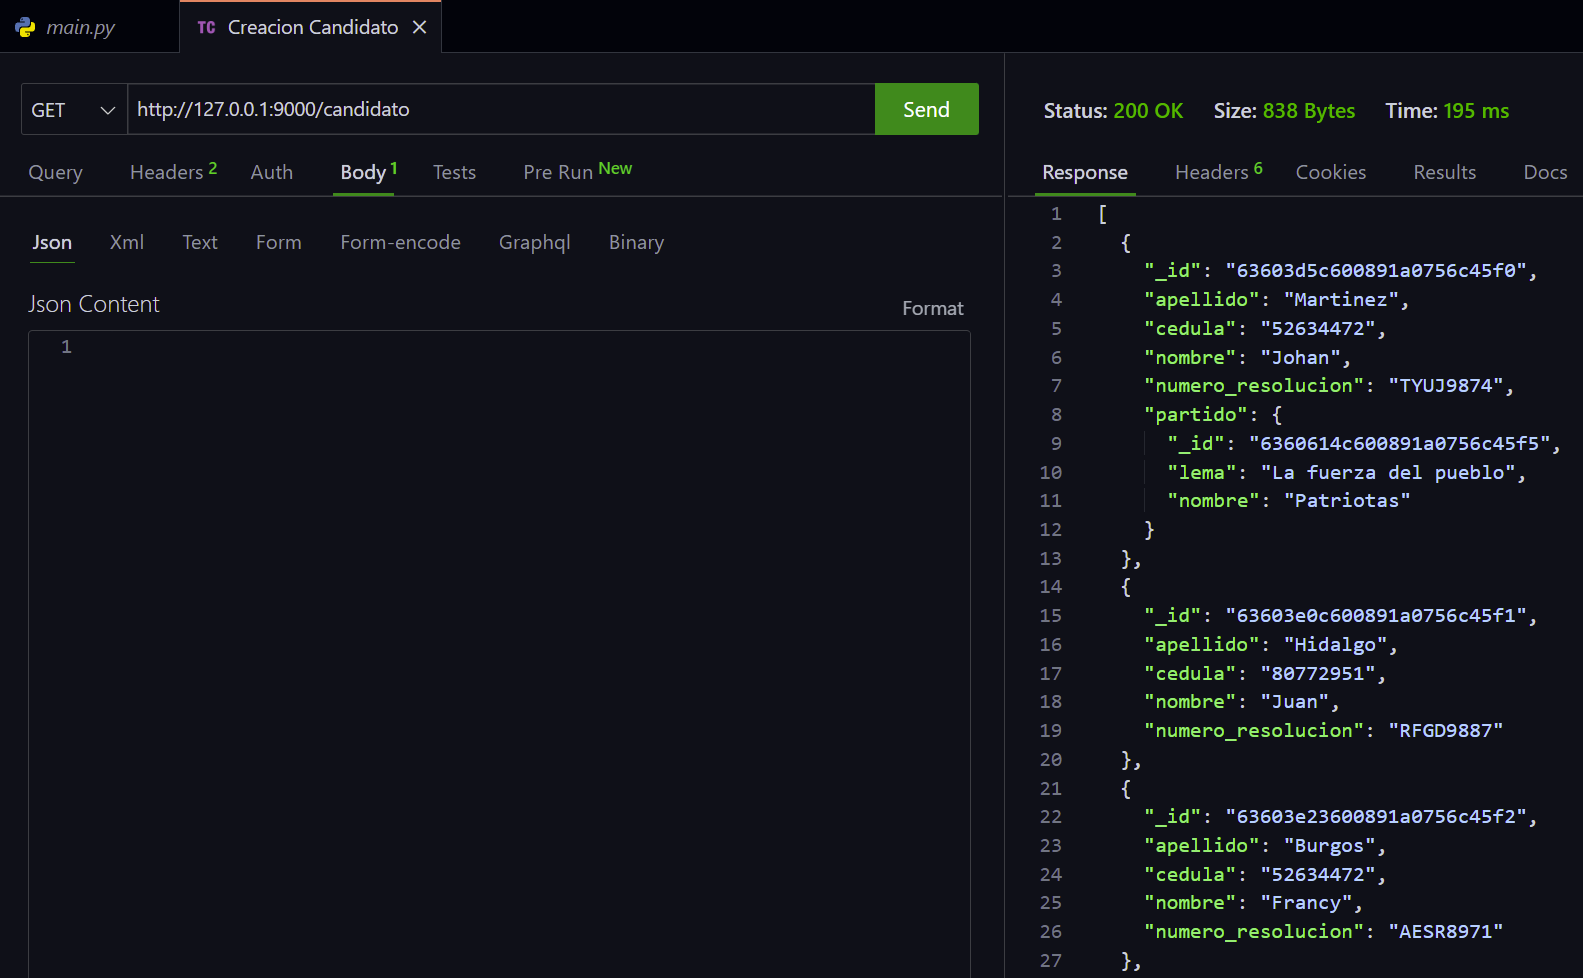 main.py
TC Creacion Candidato
GET http://127.0.0.1:9000/candidato Send
Query Headers 2 Auth Body 1 Tests Pre Run New
Json Xml Text Form Form-encode Graphql Binary
Json Content Format
1
Status: 200 OK Size: 838 Bytes Time: 195 ms
Response Headers 6 Cookies Results Docs
1 [
2 {
3 "_id": "63603d5c600891a0756c45f0",
4 "apellido": "Martinez",
5 "cedula": "52634472",
6 "nombre": "Johan",
7 "numero_resolucion": "TYUJ9874",
8 "partido": {
9 "_id": "6360614c600891a0756c45f5",
10 "lema": "La fuerza del pueblo",
11 "nombre": "Patriotas"
12 }
13 },
14 {
15 "_id": "63603e0c600891a0756c45f1",
16 "apellido": "Hidalgo",
17 "cedula": "80772951",
18 "nombre": "Juan",
19 "numero_resolucion": "RFGD9887"
20 },
21 {
22 "_id": "63603e23600891a0756c45f2",
23 "apellido": "Burgos",
24 "cedula": "52634472",
25 "nombre": "Francy",
26 "numero_resolucion": "AESR8971"
27 },